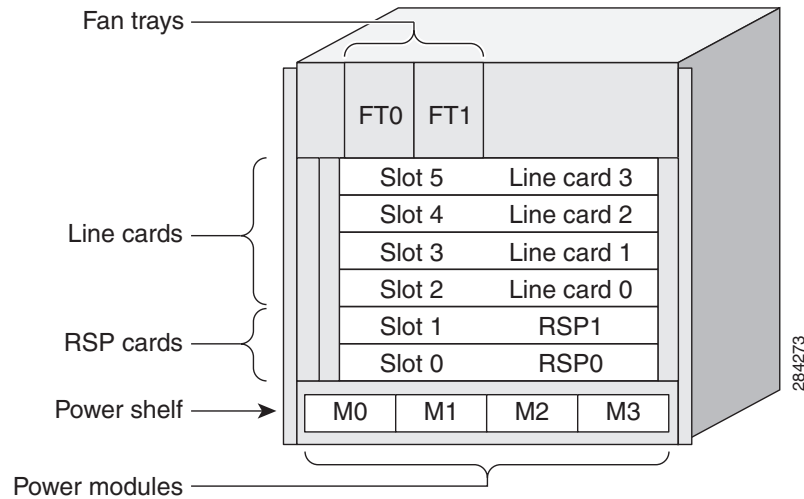 Fan trays
FT0 FT1
Slot 5 Line card 3
Slot 4 Line card 2
Line cards
Slot 3 Line card 1
Slot 2 Line card 0
RSP cards
Slot 1 RSP1
Slot 0 RSP0
Power shelf
M0 M1 M2 M3
Power modules
284273